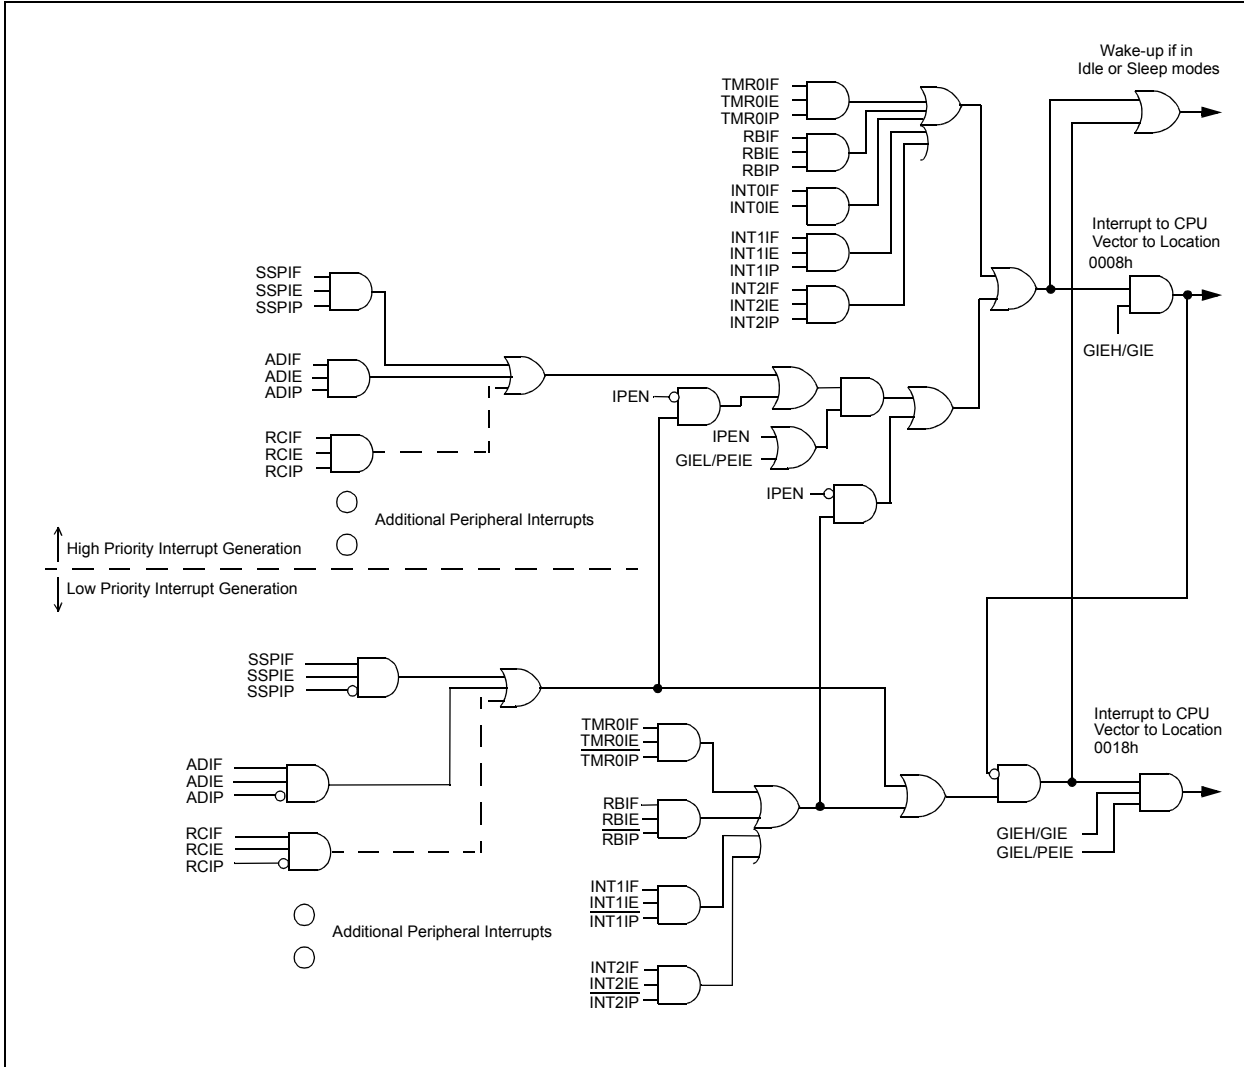 Wake-up if in
Idle or Sleep modes
TMR0IF
TMR0IE
TMR0IP
RBIF
RBIE
RBIP
INT0IF
INT0IE
INT1IF
INT1IE
INT1IP
INT2IF
INT2IE
INT2IP
Interrupt to CPU
Vector to Location
0008h
GIEH/GIE
SSPIF
SSPIE
SSPIP
ADIF
ADIE
ADIP
RCIF
RCIE
RCIP
IPEN
IPEN
GIEL/PEIE
IPEN
Additional Peripheral Interrupts
High Priority Interrupt Generation
Low Priority Interrupt Generation
SSPIF
SSPIE
SSPIP
ADIF
ADIE
ADIP
RCIF
RCIE
RCIP
Additional Peripheral Interrupts
TMR0IF
TMR0IE
TMR0IP
RBIF
RBIE
RBIP
INT1IF
INT1IE
INT1IP
INT2IF
INT2IE
INT2IP
Interrupt to CPU
Vector to Location
0018h
GIEH/GIE
GIEL/PEIE